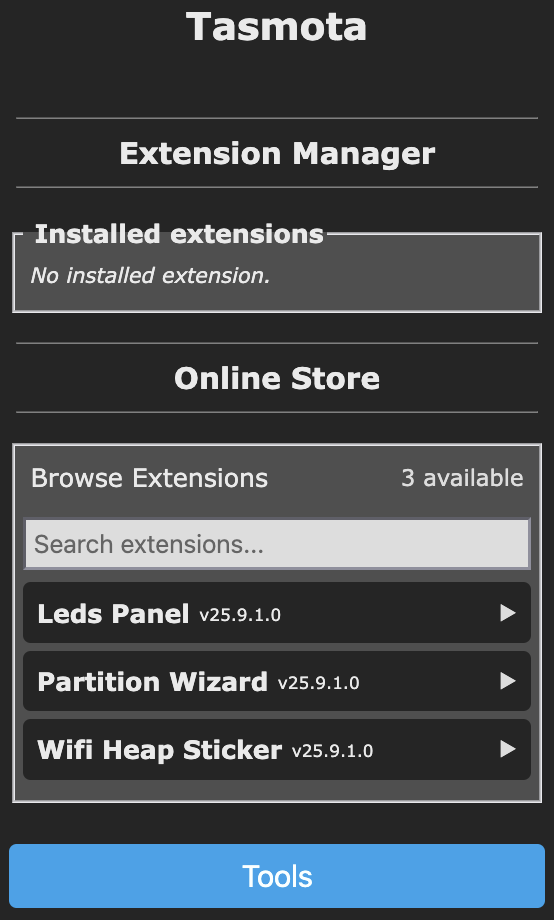 Tasmota
Extension Manager
Installed extensions
No installed extension.
Online Store
Browse Extensions 3 available
Search extensions...
Leds Panel v25.9.1.0 ▶
Partition Wizard v25.9.1.0 ▶
Wifi Heap Sticker v25.9.1.0 ▶
Tools